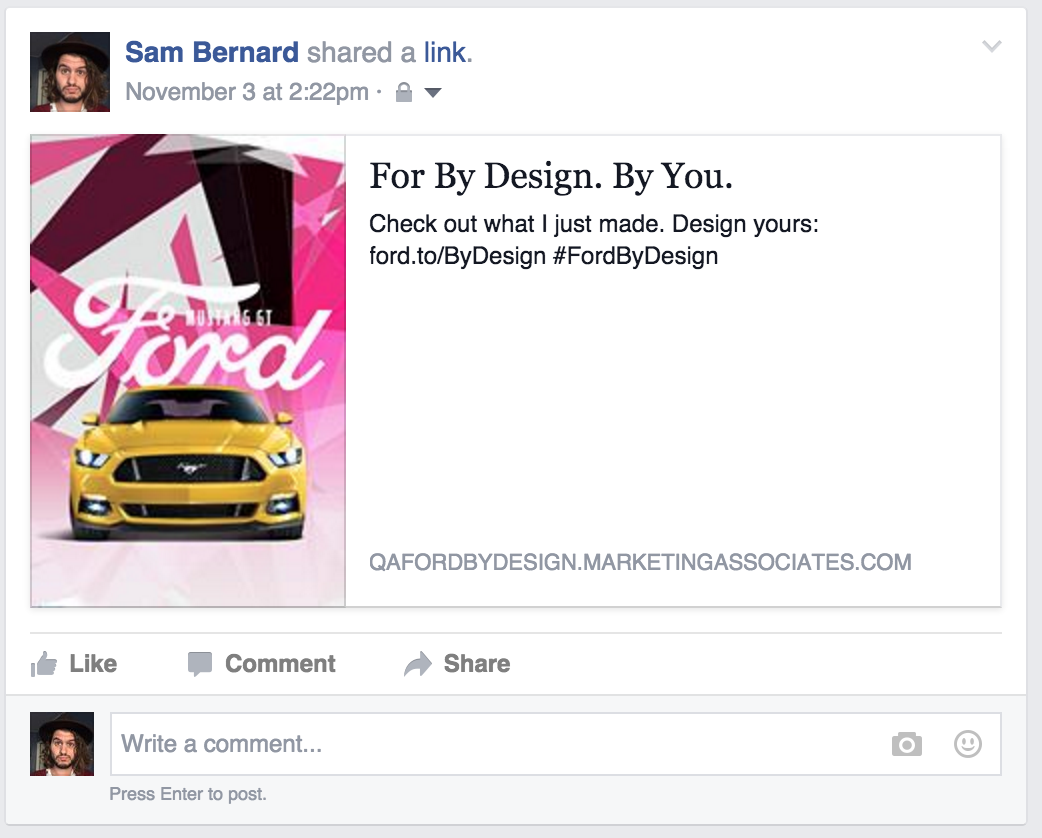 Sam Bernard shared a link.
November 3 at 2:22pm ·
For By Design. By You.
Check out what I just made. Design yours:
ford.to/ByDesign #FordByDesign
MUSTANG GT
Ford
QAFORDBYDESIGN.MARKETINGASSOCIATES.COM
Like Comment Share
Write a comment...
Press Enter to post.